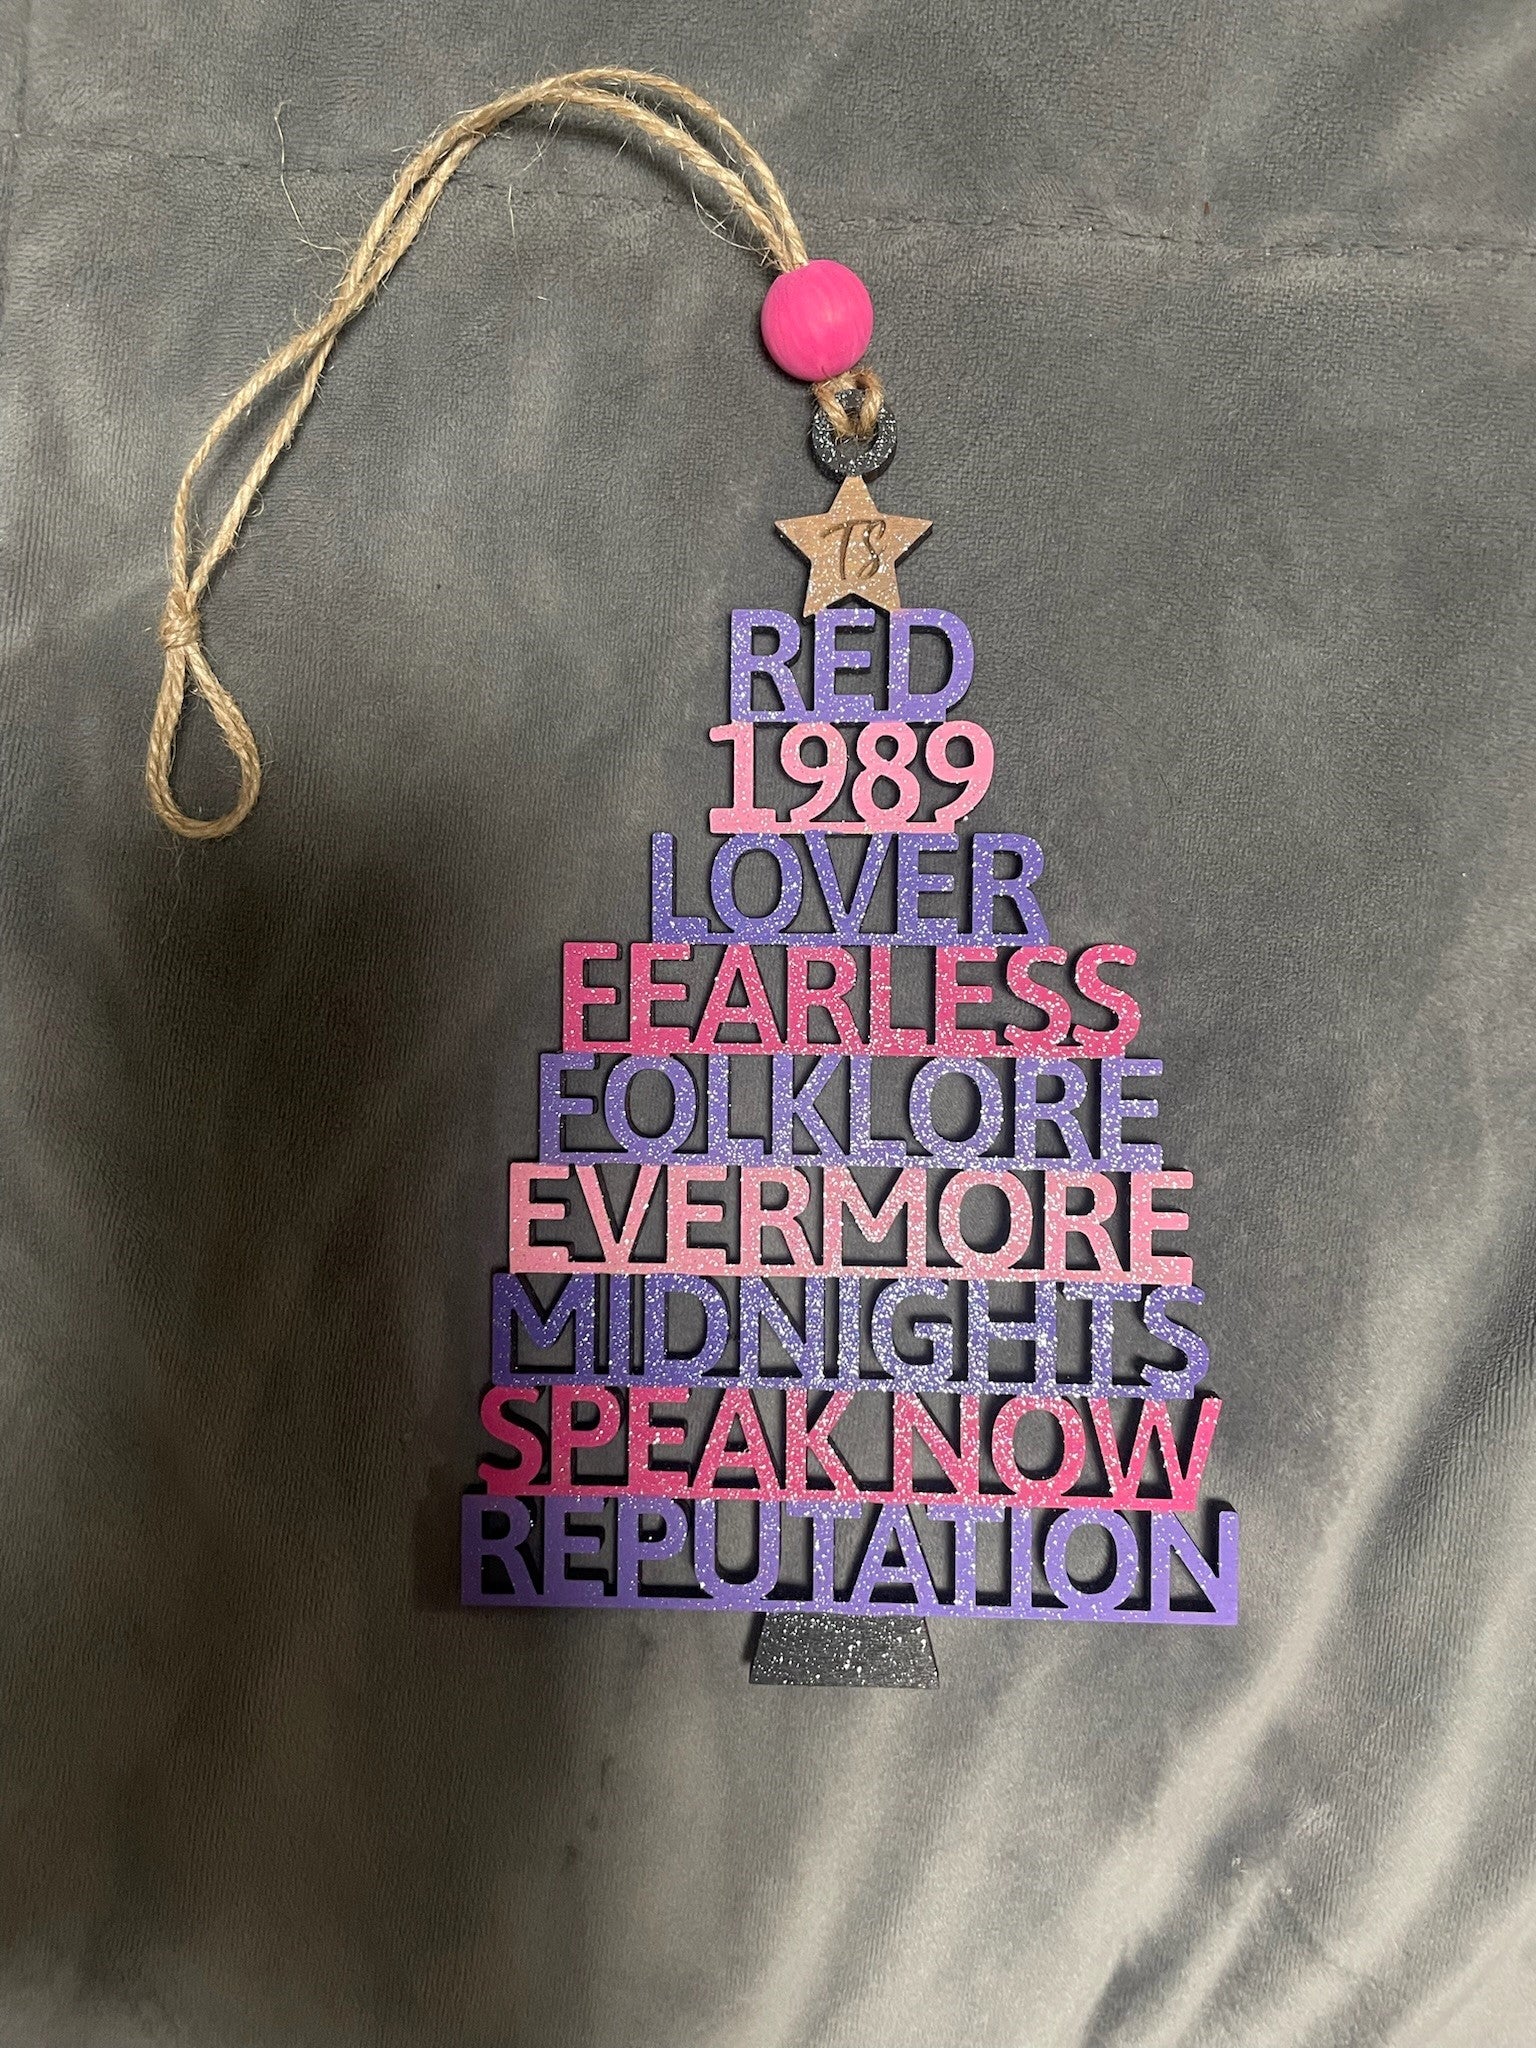 TS
RED
1989
LOVER
FEARLESS
FOLKLORE
EVERMORE
MIDNIGHTS
SPEAK NOW
REPUTATION